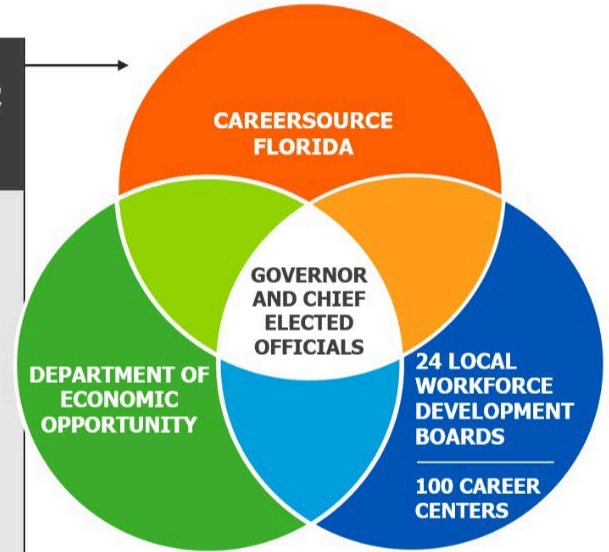 CAREERSOURCE
FLORIDA
GOVERNOR
AND CHIEF
ELECTED
OFFICIALS
DEPARTMENT OF
ECONOMIC
OPPORTUNITY
24 LOCAL
WORKFORCE
DEVELOPMENT
BOARDS
100 CAREER
CENTERS